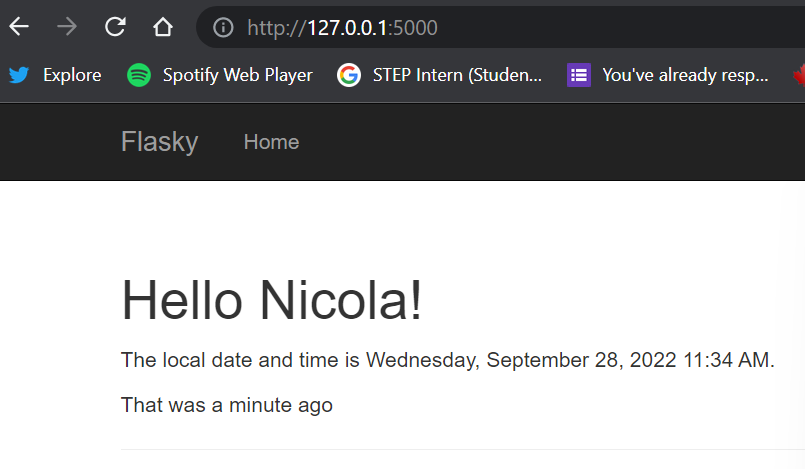 http://127.0.0.1:5000
Explore Spotify Web Player STEP Intern (Studen... You've already resp...
Flasky Home
Hello Nicola!
The local date and time is Wednesday, September 28, 2022 11:34 AM.
That was a minute ago